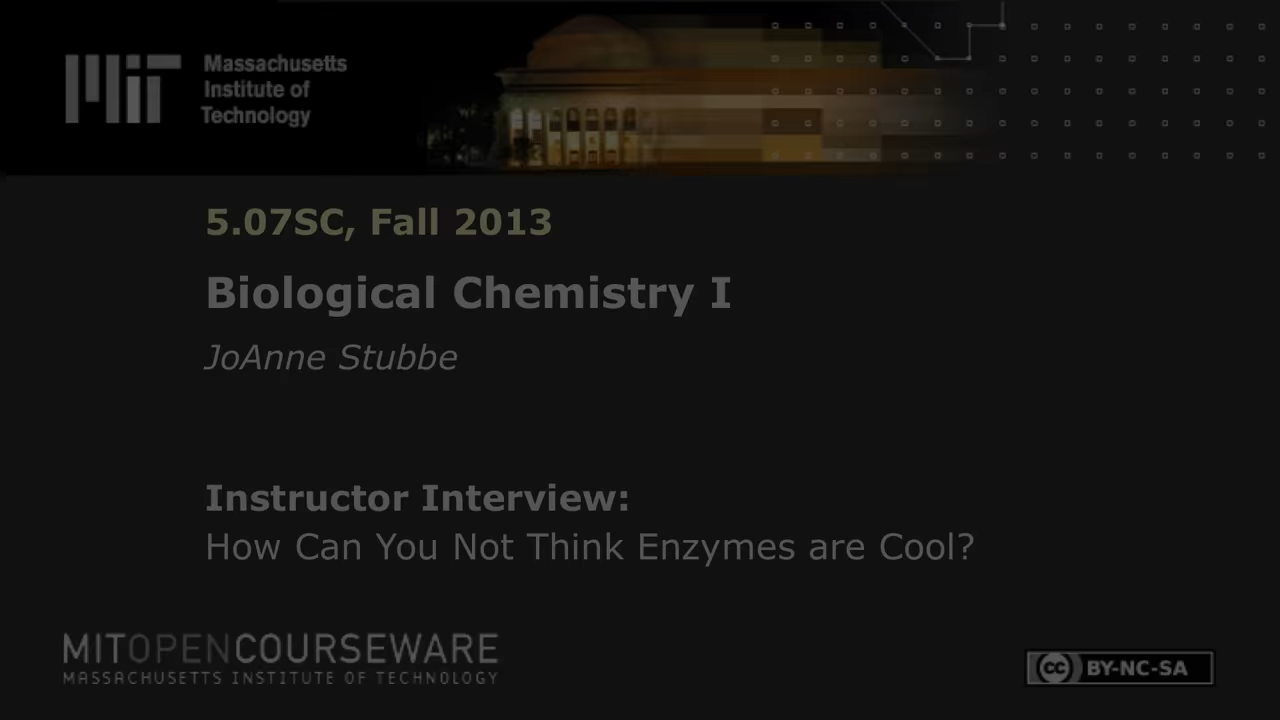 Massachusetts
Institute of
Technology
5.07SC, Fall 2013
Biological Chemistry I
JoAnne Stubbe
Instructor Interview:
How Can You Not Think Enzymes are Cool?
MITOPENCOURSEWARE
MASSACHUSETTS INSTITUTE OF TECHNOLOGY
cc BY-NC-SA